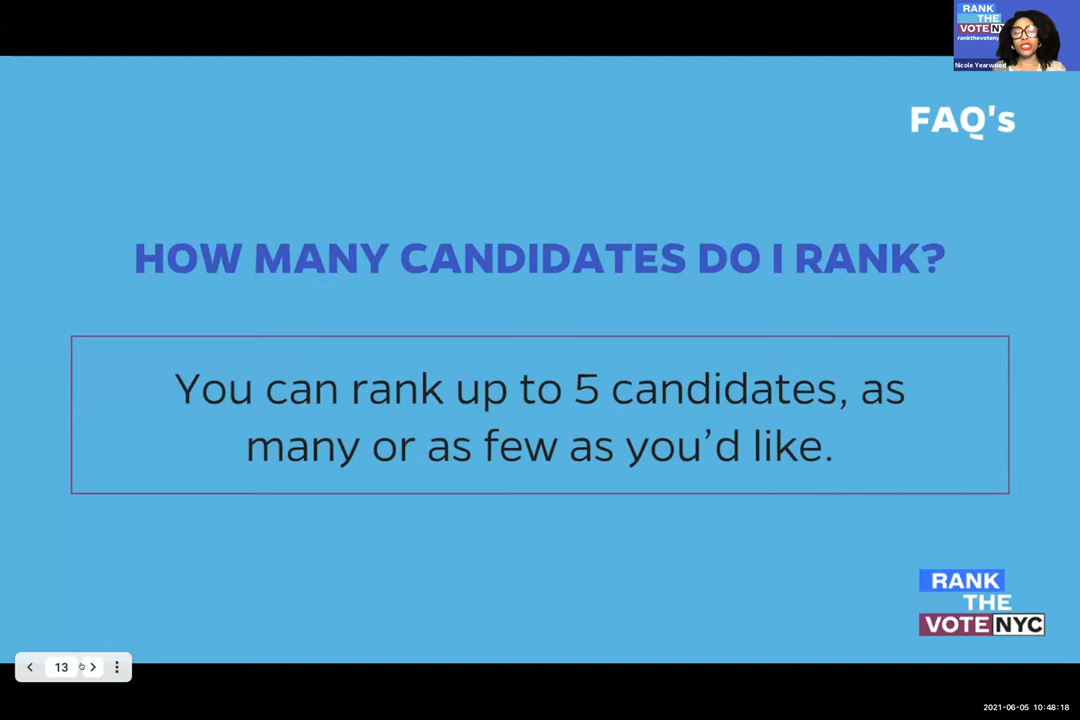 RANK
THE
VOTE NY
rankthevoteny
Nicole Yearwood
FAQ's
HOW MANY CANDIDATES DO I RANK?
You can rank up to 5 candidates, as
many or as few as you’d like.
RANK
THE
VOTE NYC
13
2021-06-05 10:48:18